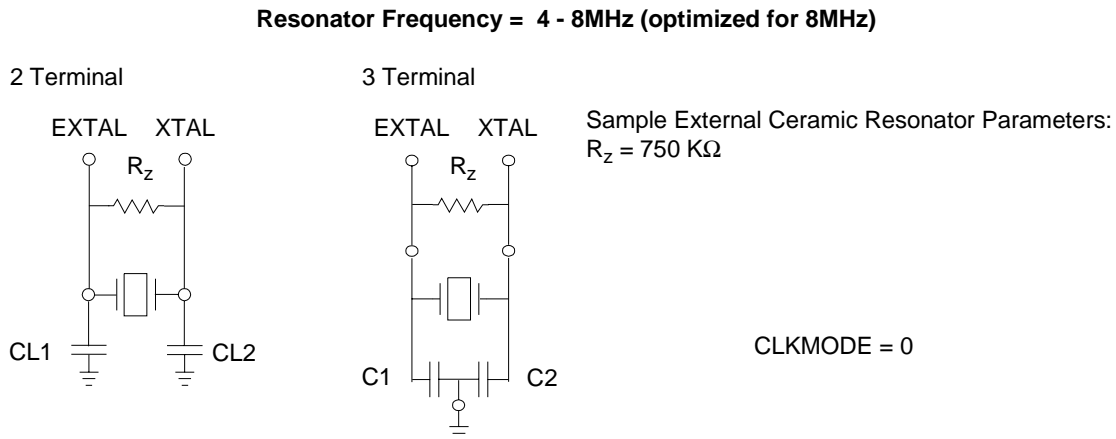 Resonator Frequency = 4 - 8MHz (optimized for 8MHz)
2 Terminal
EXTAL XTAL
Rz
CL1 CL2
3 Terminal
EXTAL XTAL
Rz
C1 C2
Sample External Ceramic Resonator Parameters:
Rz = 750 KΩ
CLKMODE = 0